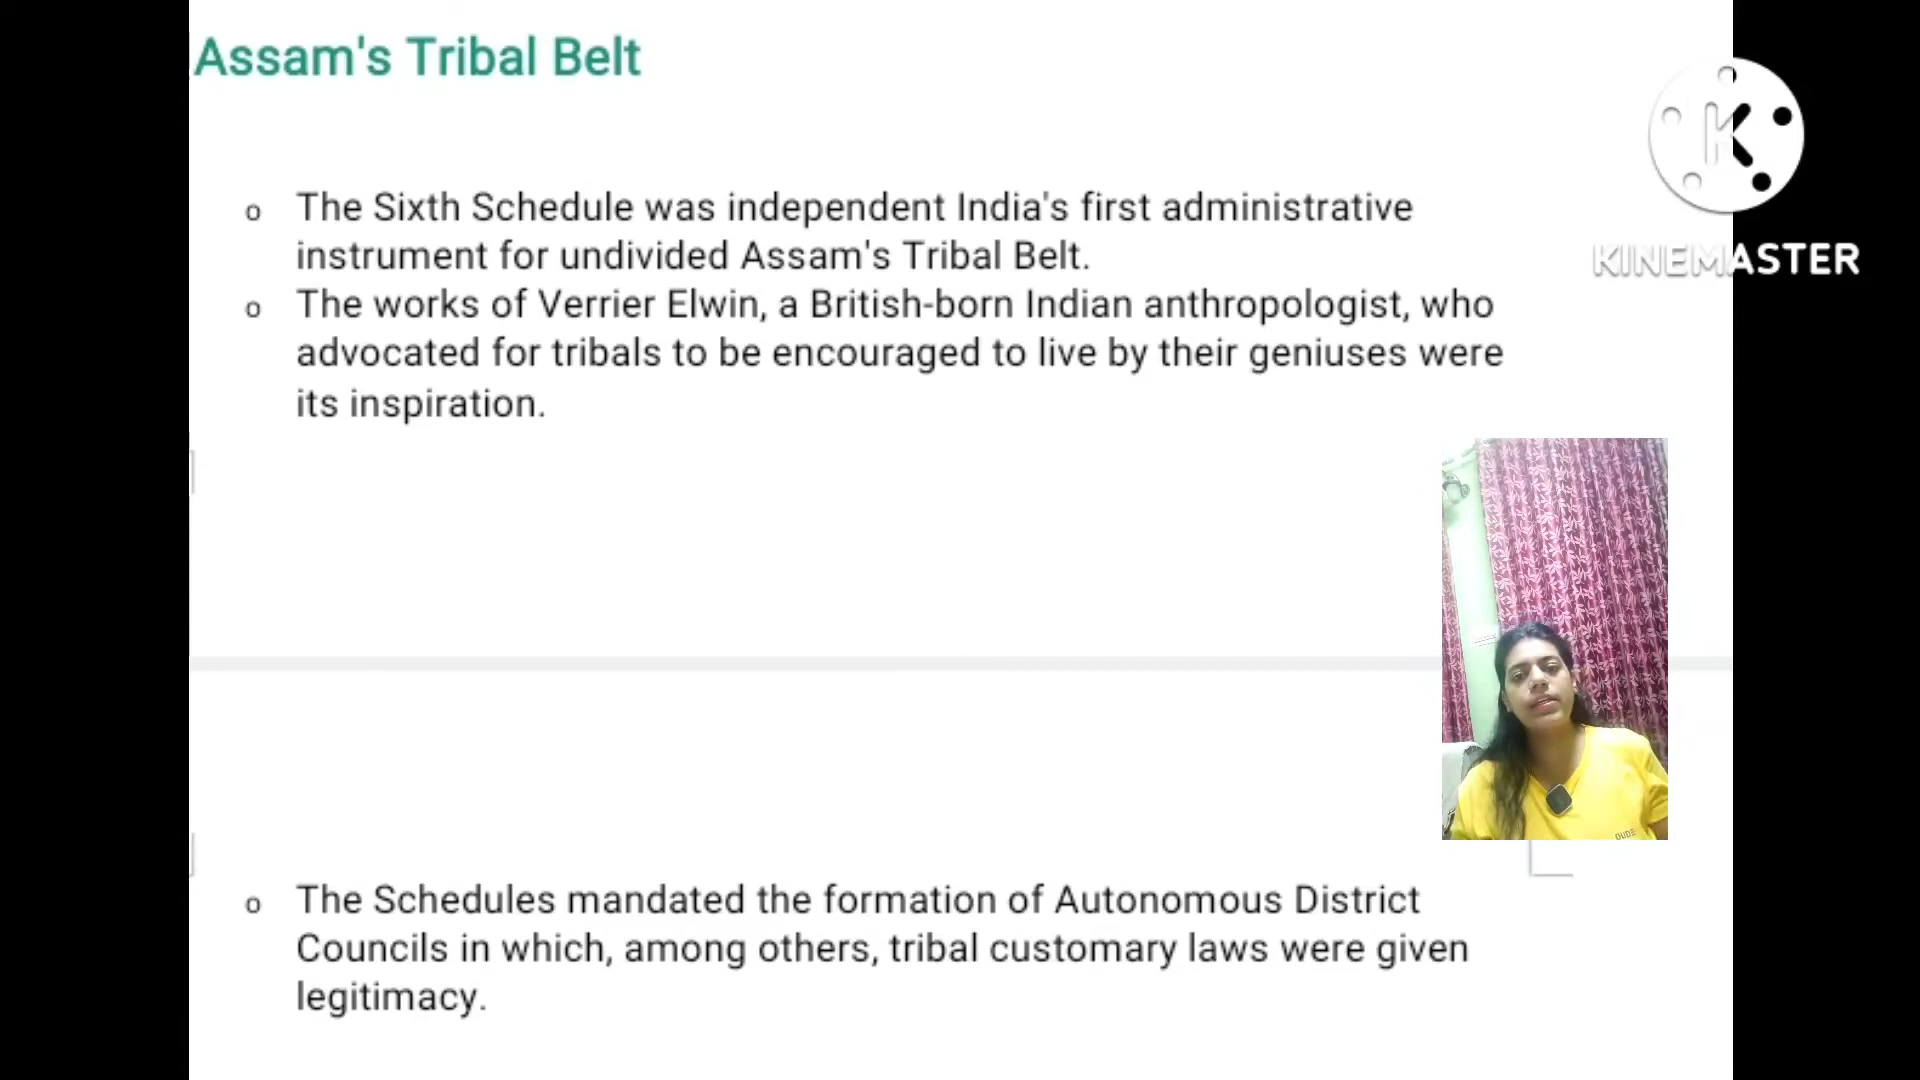 Assam's Tribal Belt
o The Sixth Schedule was independent India's first administrative
instrument for undivided Assam's Tribal Belt.
o The works of Verrier Elwin, a British-born Indian anthropologist, who
advocated for tribals to be encouraged to live by their geniuses were
its inspiration.
o The Schedules mandated the formation of Autonomous District
Councils in which, among others, tribal customary laws were given
legitimacy.
K
KINEMASTER
DUDE